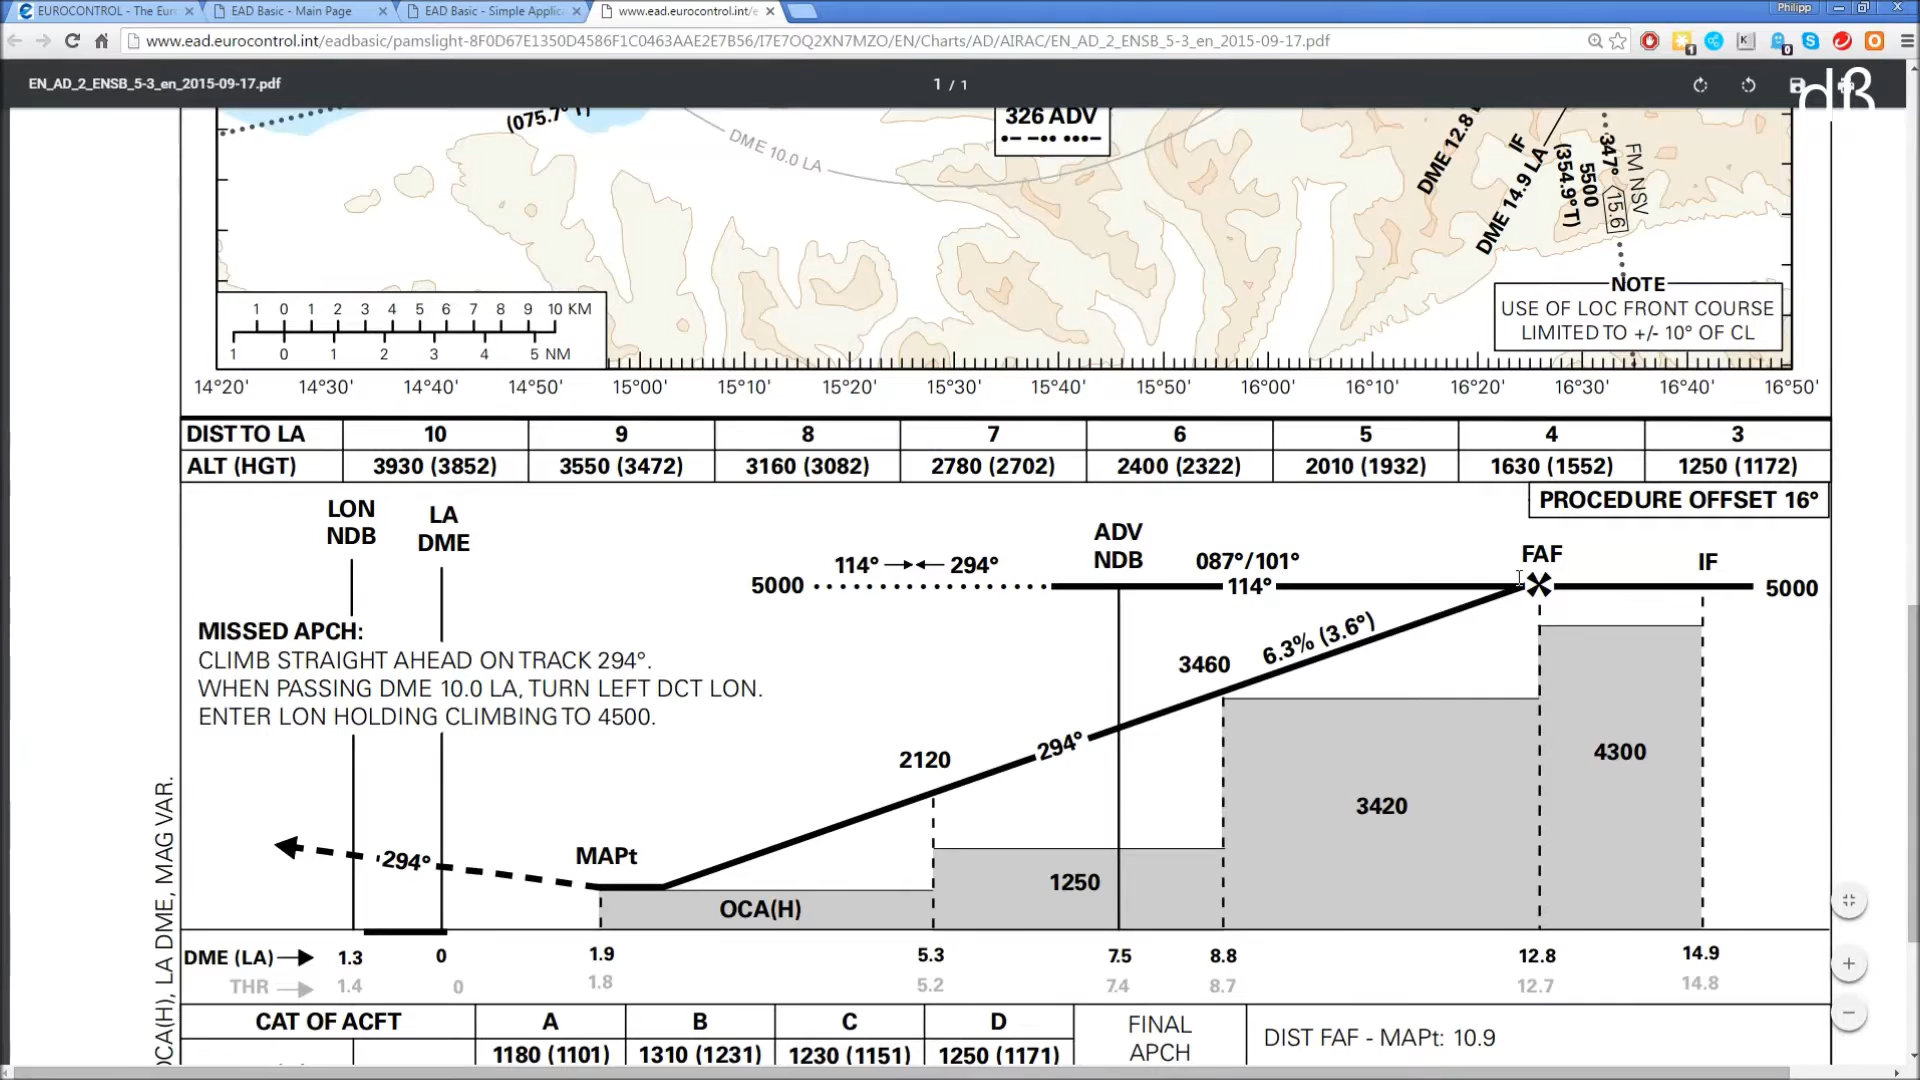 EUROCONTROL - The Eur
EAD Basic - Main Page
EAD Basic - Simple Applic
www.ead.eurocontrol.int/e
Philipp
www.ead.eurocontrol.int/eadbasic/pamslight-8F0D67E1350D4586F1C0463AAE2E7B56/I7E7OQ2XN7MZO/EN/Charts/AD/AIRAC/EN_AD_2_ENSB_5-3_en_2015-09-17.pdf
EN_AD_2_ENSB_5-3_en_2015-09-17.pdf
1 / 1
dß
(075.7°T)
DME 10.0 LA
326 ADV
DME 12.8
IF
DME 14.9 LA
347°
5500
(354.9°T)
15.6
FM NSV
NOTE
USE OF LOC FRONT COURSE
LIMITED TO +/- 10° OF CL
1 0 1 2 3 4 5 6 7 8 9 10 KM
1 0 1 2 3 4 5 NM
14°20' 14°30' 14°40' 14°50' 15°00' 15°10' 15°20' 15°30' 15°40' 15°50' 16°00' 16°10' 16°20' 16°30' 16°40' 16°50'
DIST TO LA 10 9 8 7 6 5 4 3
ALT (HGT) 3930 (3852) 3550 (3472) 3160 (3082) 2780 (2702) 2400 (2322) 2010 (1932) 1630 (1552) 1250 (1172)
PROCEDURE OFFSET 16°
LON
NDB
LA
DME
ADV
NDB
087°/101°
FAF
IF
114° 294°
5000
114°
5000
MISSED APCH:
CLIMB STRAIGHT AHEAD ON TRACK 294°.
WHEN PASSING DME 10.0 LA, TURN LEFT DCT LON.
ENTER LON HOLDING CLIMBING TO 4500.
3460
6.3% (3.6°)
294°
2120
4300
3420
294°
MAPt
1250
OCA(H)
OCA(H), LA DME, MAG VAR.
DME (LA) 1.3 0 1.9 5.3 7.5 8.8 12.8 14.9
THR 1.4 0 1.8 5.2 7.4 8.7 12.7 14.8
CAT OF ACFT A B C D
1180 (1101) 1310 (1231) 1230 (1151) 1250 (1171)
FINAL
APCH
DIST FAF - MAPt: 10.9